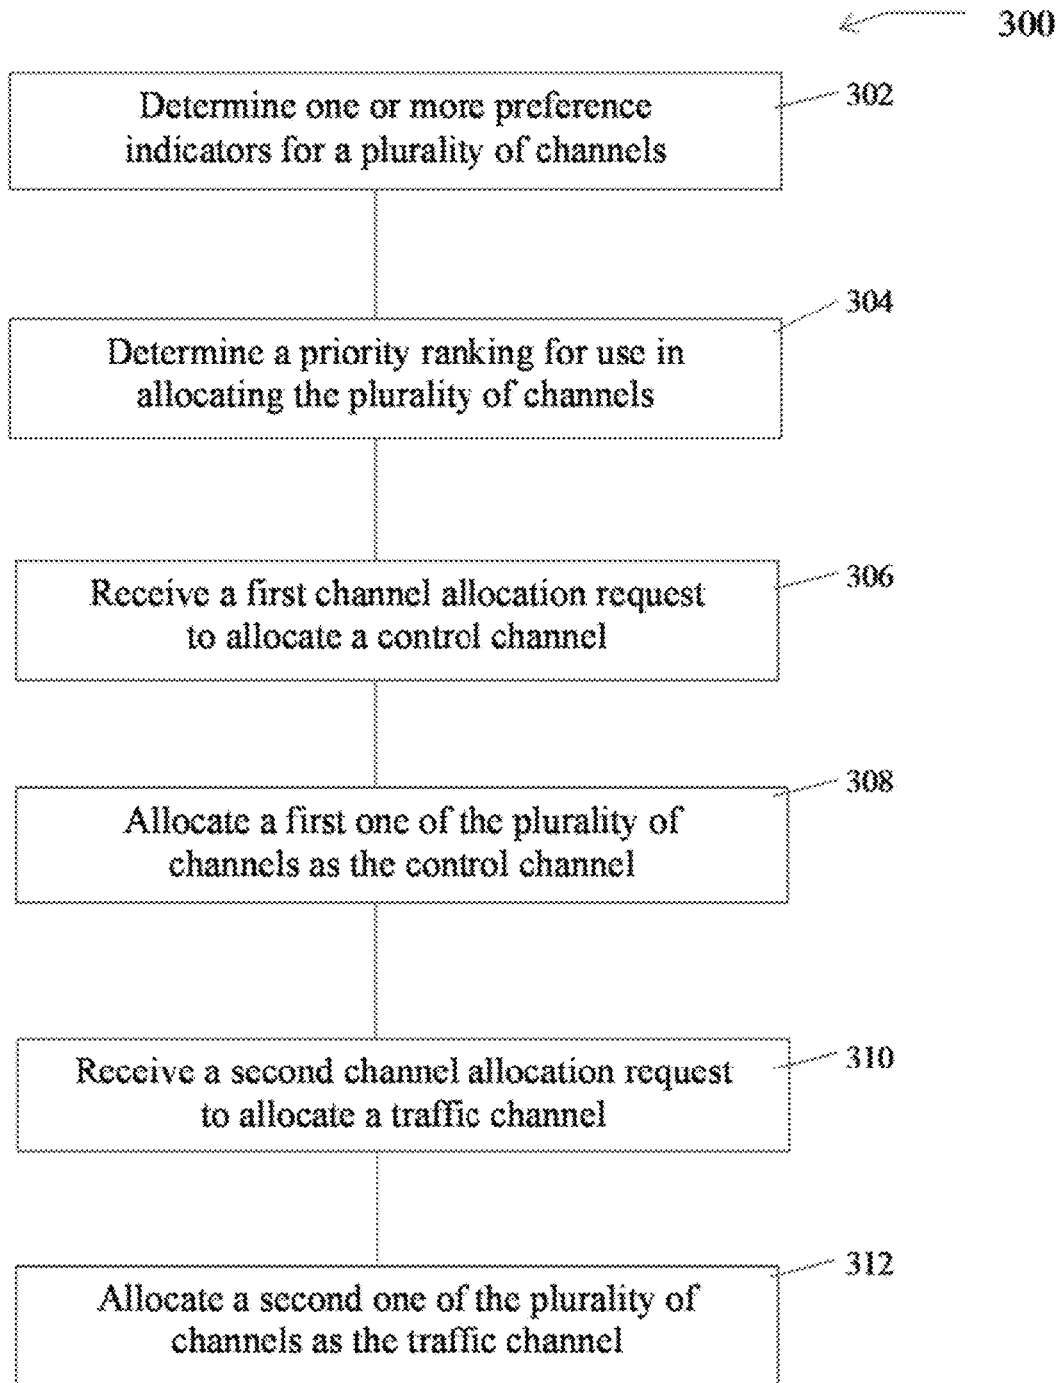 300
302
Determine one or more preference
indicators for a plurality of channels
304
Determine a priority ranking for use in
allocating the plurality of channels
306
Receive a first channel allocation request
to allocate a control channel
308
Allocate a first one of the plurality of
channels as the control channel
310
Receive a second channel allocation request
to allocate a traffic channel
312
Allocate a second one of the plurality of
channels as the traffic channel